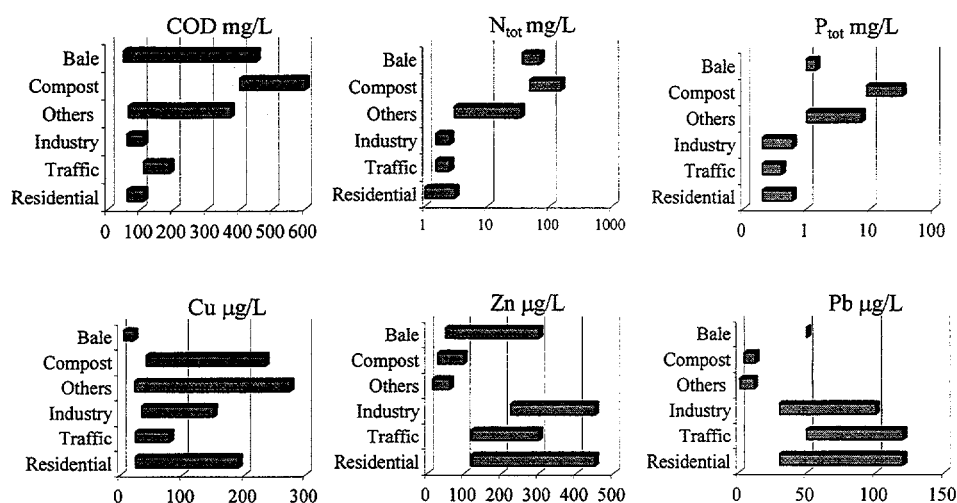 COD mg/L
Bale
Compost
Others
Industry
Traffic
Residential
0 100 200 300 400 500 600
N_tot mg/L
Bale
Compost
Others
Industry
Traffic
Residential
1 10 100 1000
P_tot mg/L
Bale
Compost
Others
Industry
Traffic
Residential
0 1 10 100
Cu µg/L
Bale
Compost
Others
Industry
Traffic
Residential
0 100 200 300
Zn µg/L
Bale
Compost
Others
Industry
Traffic
Residential
0 100 200 300 400 500
Pb µg/L
Bale
Compost
Others
Industry
Traffic
Residential
0 50 100 150